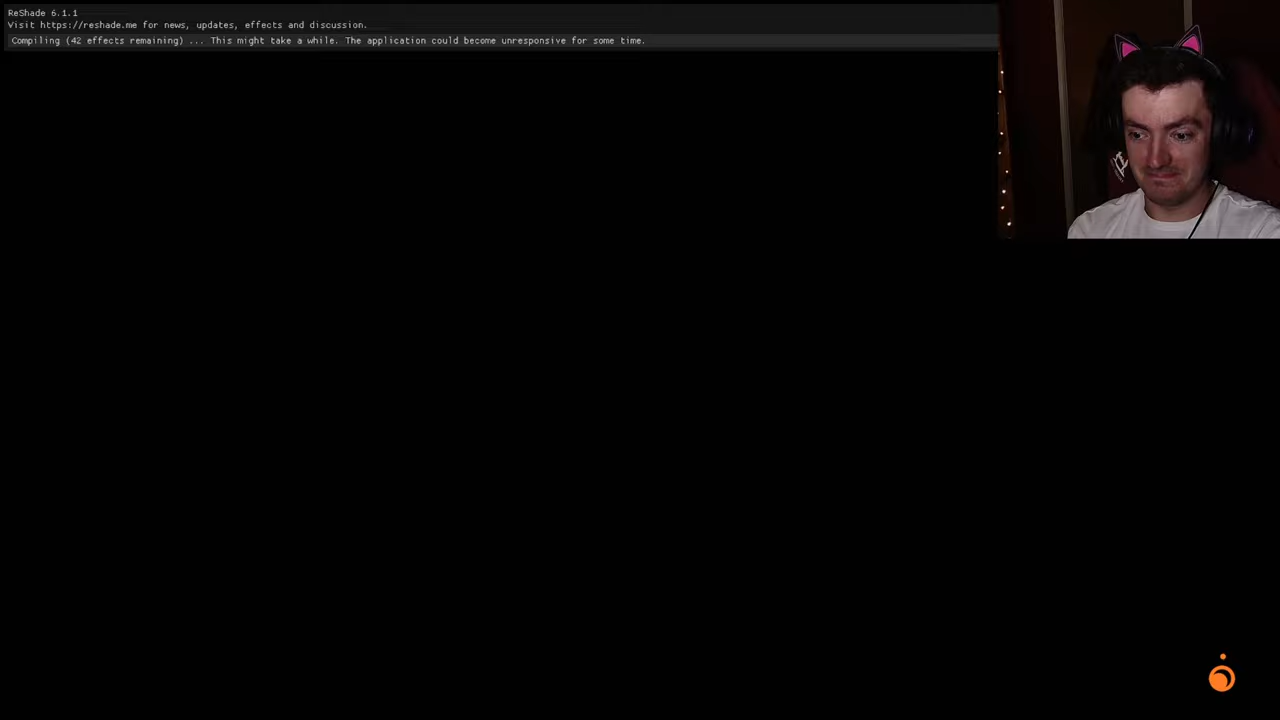 ReShade 6.1.1
Visit https://reshade.me for news, updates, effects and discussion.
Compiling (42 effects remaining) ... This might take a while. The application could become unresponsive for some time.